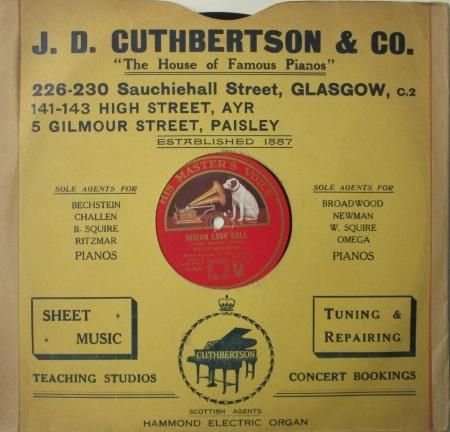 J. D. CUTHBERTSON & CO.
"The House of Famous Pianos"
226-230 Sauchiehall Street, GLASGOW, C.2
141-143 HIGH STREET, AYR
5 GILMOUR STREET, PAISLEY
ESTABLISHED 1887
SOLE AGENTS FOR
BECHSTEIN
CHALLEN
B. SQUIRE
RITZMAR
PIANOS
HIS MASTER'S VOICE
INDIAN LOVE CALL
FRITZ KREISLER
SOLE AGENTS FOR
BROADWOOD
NEWMAN
W. SQUIRE
OMEGA
PIANOS
SHEET
MUSIC
TEACHING STUDIOS
CUTHBERTSON
TUNING &
REPAIRING
CONCERT BOOKINGS
SCOTTISH AGENTS
HAMMOND ELECTRIC ORGAN